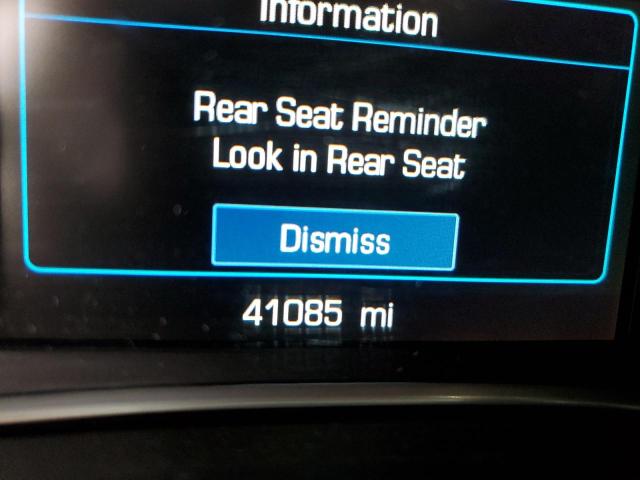 Information
Rear Seat Reminder
Look in Rear Seat
Dismiss
41085 mi